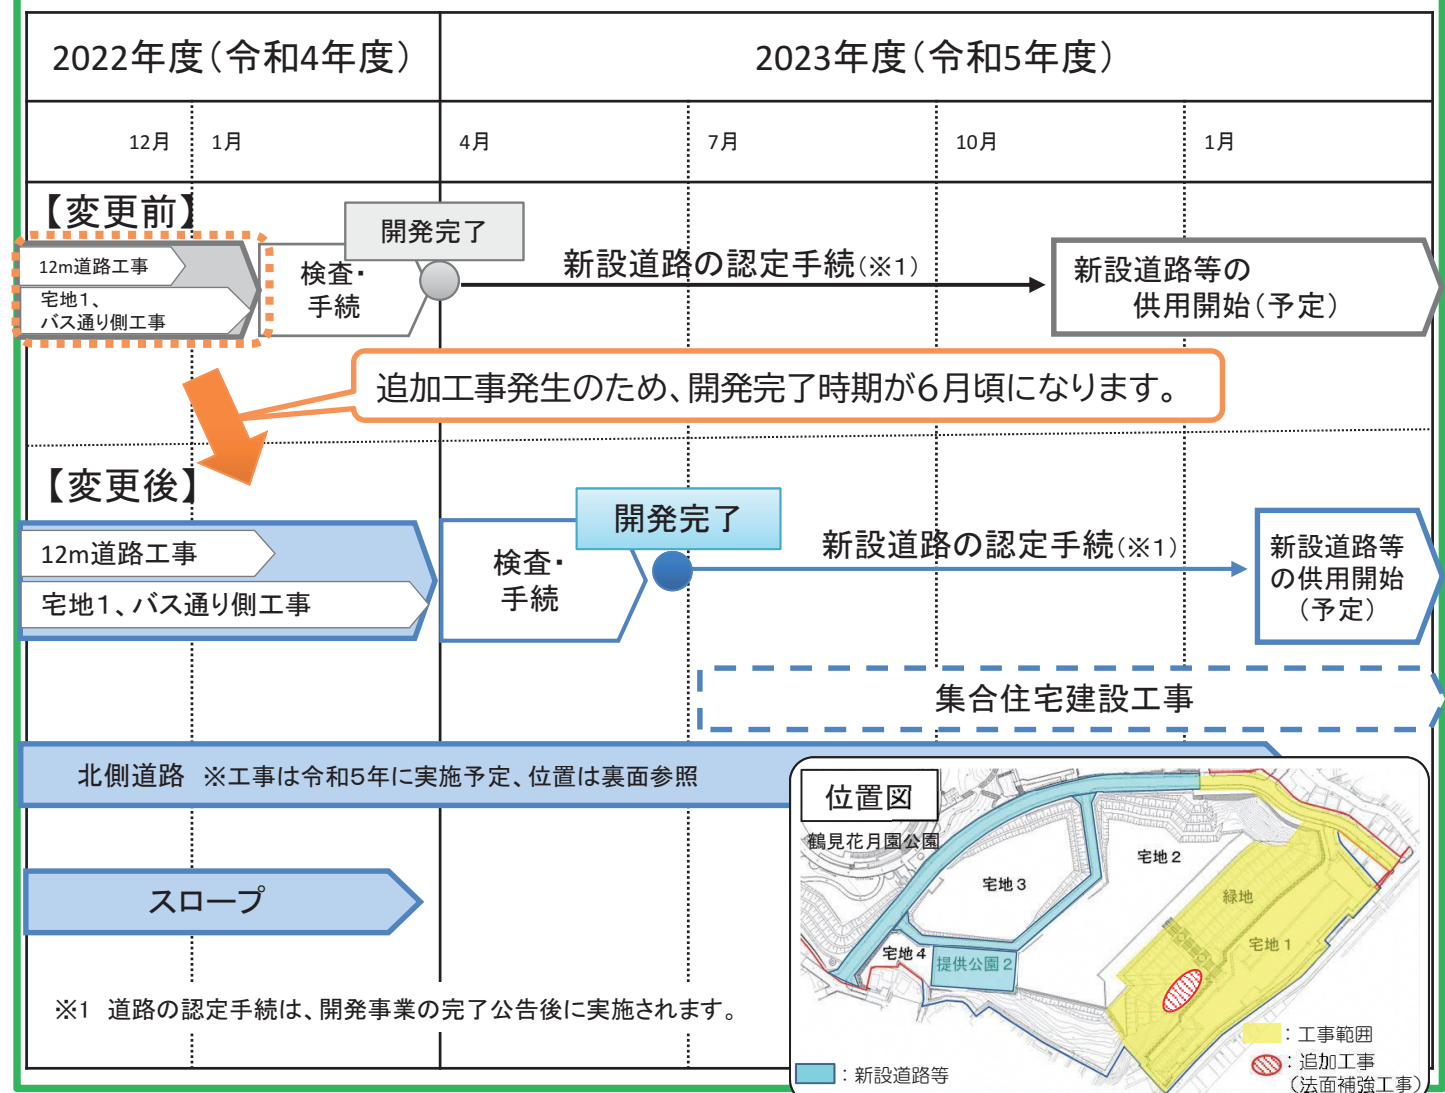 2022年度（令和4年度）
2023年度（令和5年度）
12月
1月
4月
7月
10月
1月
【変更前】
12m道路工事
宅地1、
バス通り側工事
検査・
手続
開発完了
新設道路の認定手続(※1)
新設道路等の
供用開始（予定）
追加工事発生のため、開発完了時期が6月頃になります。
【変更後】
12m道路工事
宅地1、バス通り側工事
検査・
手続
開発完了
新設道路の認定手続(※1)
新設道路等
の供用開始
（予定）
集合住宅建設工事
北側道路 ※工事は令和5年に実施予定、位置は裏面参照
スロープ
※1 道路の認定手続は、開発事業の完了公告後に実施されます。
位置図
鶴見花月園公園
宅地2
宅地3
緑地
宅地1
宅地4
提供公園2
：新設道路等
：工事範囲
：追加工事
（法面補強工事）